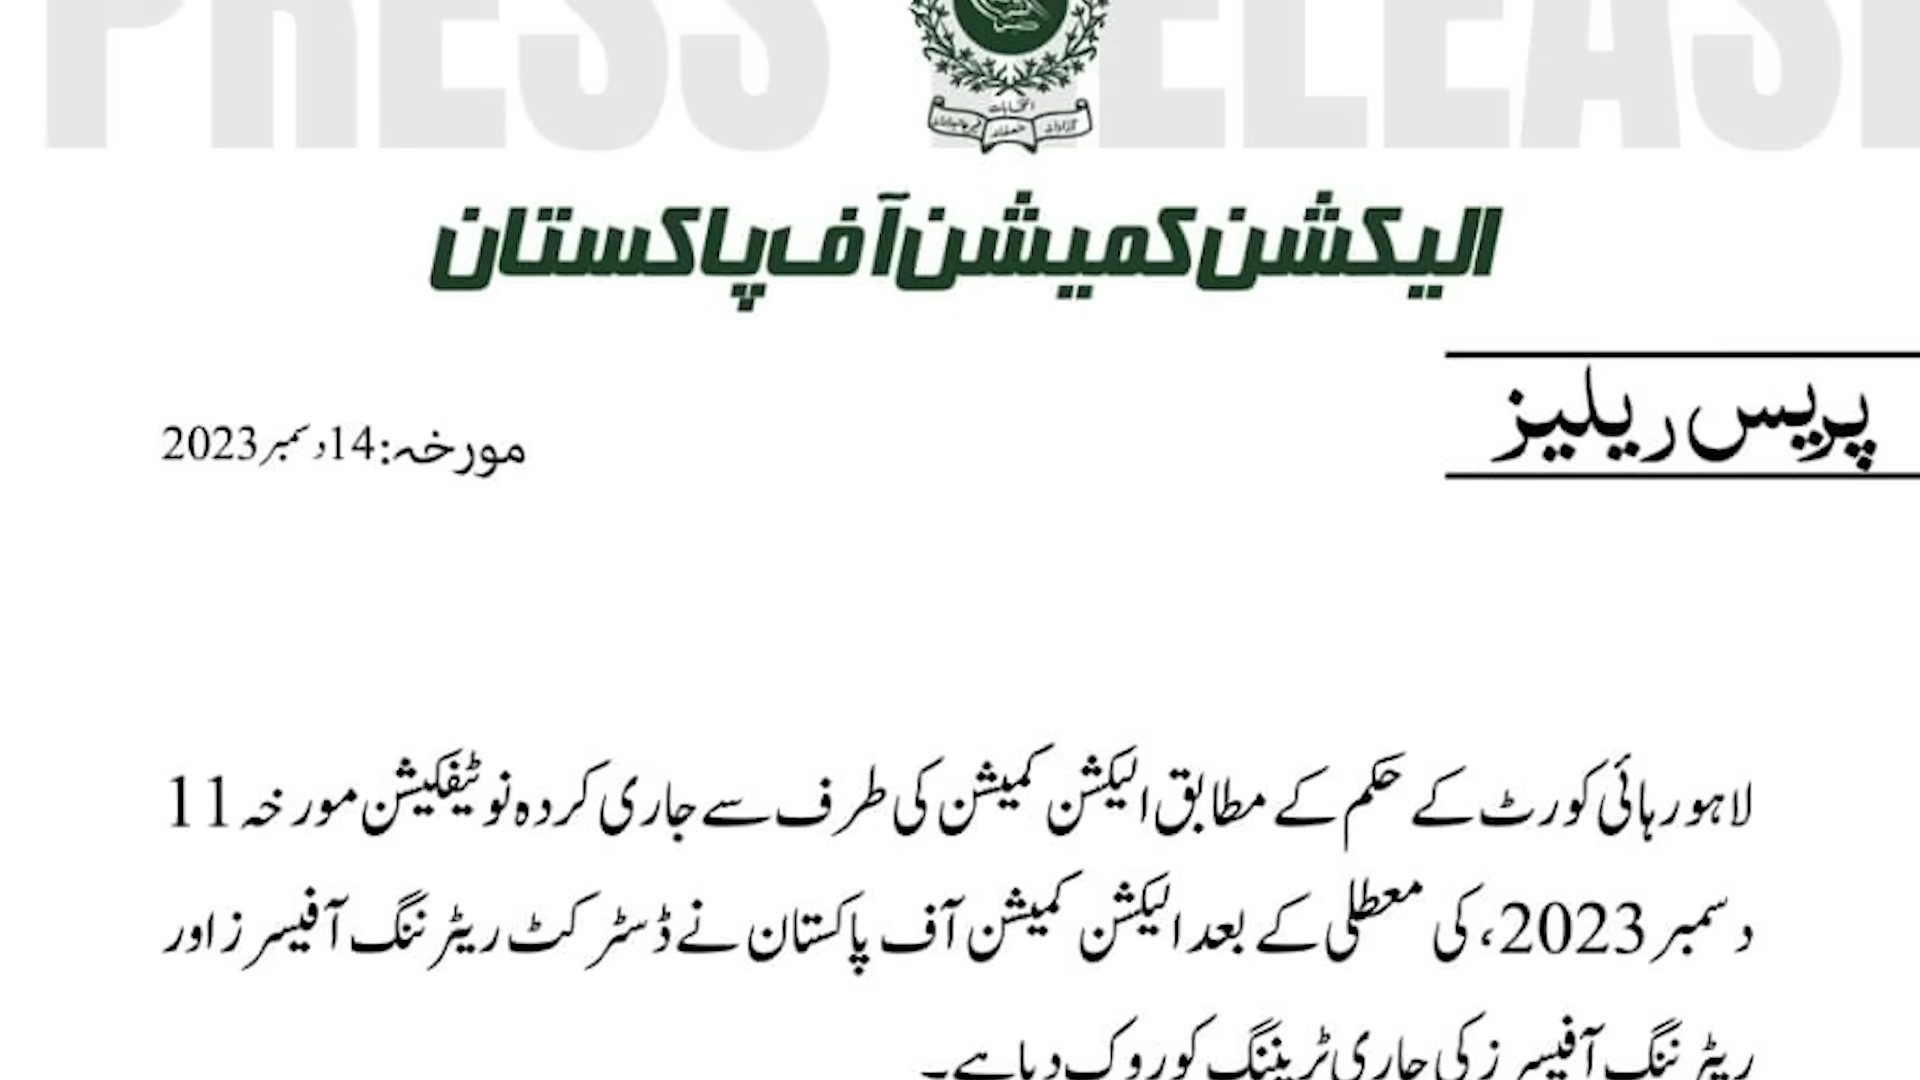 PRESS RELEASE
انتخابات
الیکشن کمیشن آف پاکستان
پریس ریلیز
مورخہ: 14 دسمبر 2023
لاہور ہائی کورٹ کے حکم کے مطابق الیکشن کمیشن کی طرف سے جاری کردہ نوٹیفکیشن مورخہ 11
دسمبر 2023، کی معطلی کے بعد الیکشن کمیشن آف پاکستان نے ڈسٹرکٹ ریٹرننگ آفیسرز اور
ریٹرننگ آفیسرز کی جاری ٹریننگ کو روک دیا ہے۔